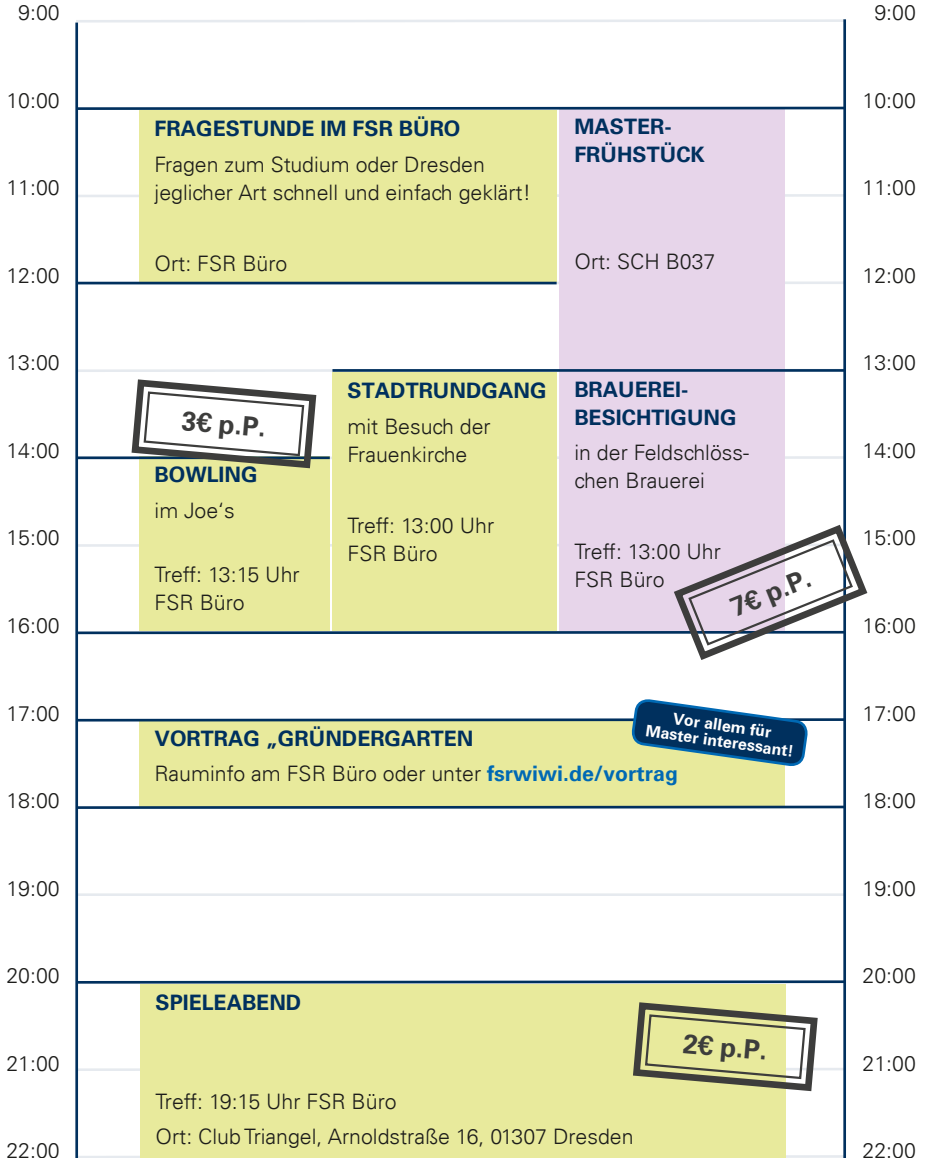 9:00
9:00
10:00
10:00
FRAGESTUNDE IM FSR BÜRO
Fragen zum Studium oder Dresden
jeglicher Art schnell und einfach geklärt!
Ort: FSR Büro
MASTER-
FRÜHSTÜCK
Ort: SCH B037
11:00
11:00
12:00
12:00
13:00
13:00
3€ p.P.
STADTRUNDGANG
mit Besuch der
Frauenkirche
Treff: 13:00 Uhr
FSR Büro
BRAUEREI-
BESICHTIGUNG
in der Feldschlöss-
chen Brauerei
Treff: 13:00 Uhr
FSR Büro
7€ p.P.
14:00
14:00
BOWLING
im Joe‘s
Treff: 13:15 Uhr
FSR Büro
15:00
15:00
16:00
16:00
17:00
17:00
VORTRAG „GRÜNDERGARTEN
Rauminfo am FSR Büro oder unter fsrwiwi.de/vortrag
Vor allem für
Master interessant!
18:00
18:00
19:00
19:00
20:00
20:00
SPIELEABEND
2€ p.P.
21:00
21:00
Treff: 19:15 Uhr FSR Büro
Ort: Club Triangel, Arnoldstraße 16, 01307 Dresden
22:00
22:00